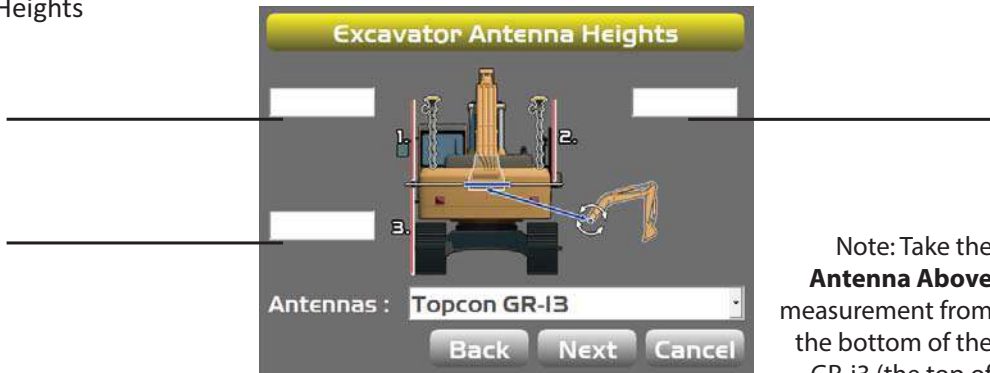 Heights
Excavator Antenna Heights
1.
2.
3.
Antennas : Topcon GR-I3
Back Next Cancel
Note: Take the
Antenna Above
measurement from
the bottom of the
GR-i3 (the top of